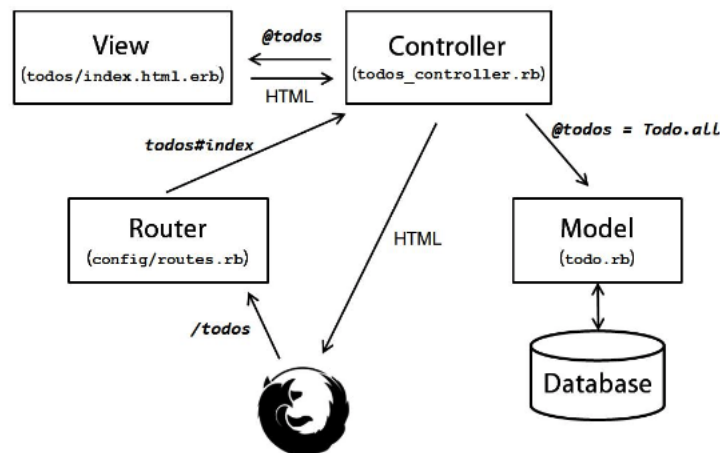 View
(todos/index.html.erb)
@todos
HTML
Controller
(todos_controller.rb)
todos#index
@todos = Todo.all
Router
(config/routes.rb)
HTML
Model
(todo.rb)
/todos
Database